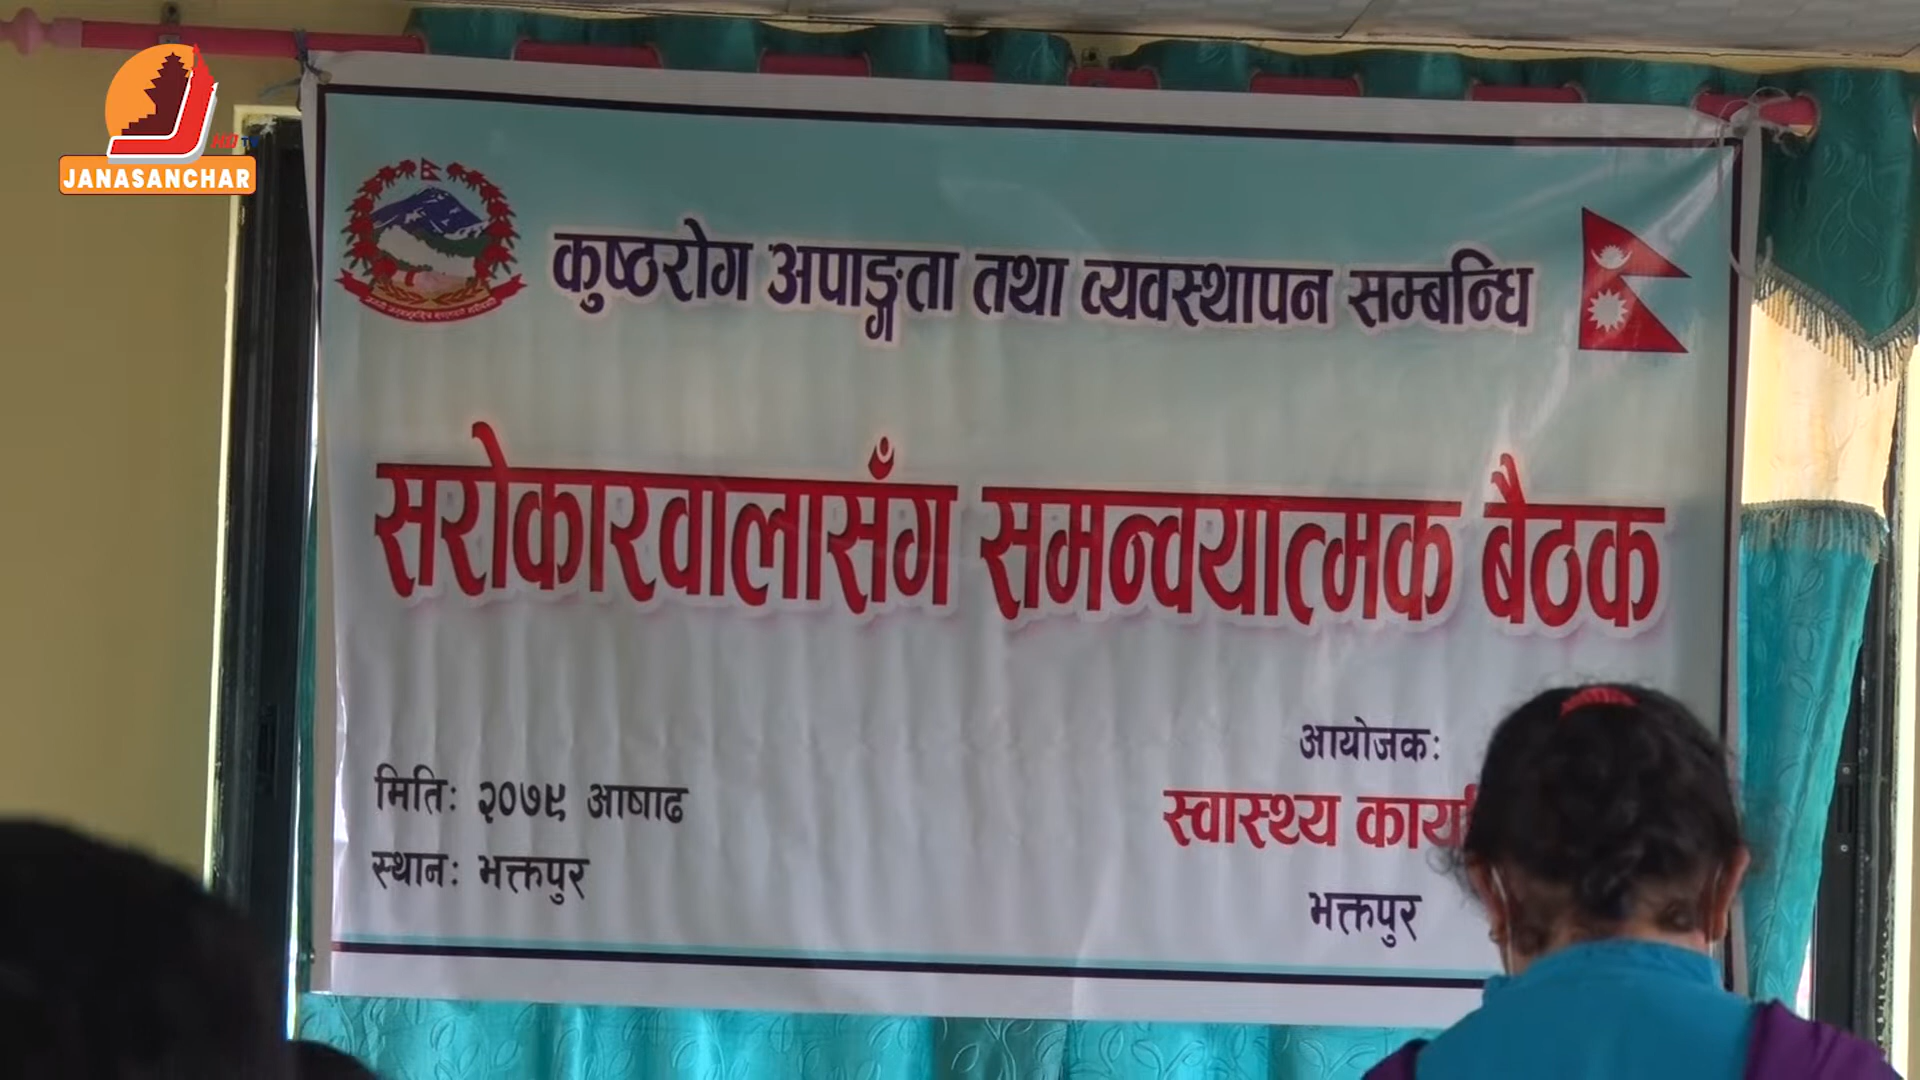 JANASANCHAR
कुष्ठरोग अपाङ्गता तथा व्यवस्थापन सम्बन्धि
सरोकारवालासँग समन्वयात्मक बैठक
मितिः २०७९ आषाढ
स्थानः भक्तपुर
आयोजकः
स्वास्थ्य
भक्तपुर